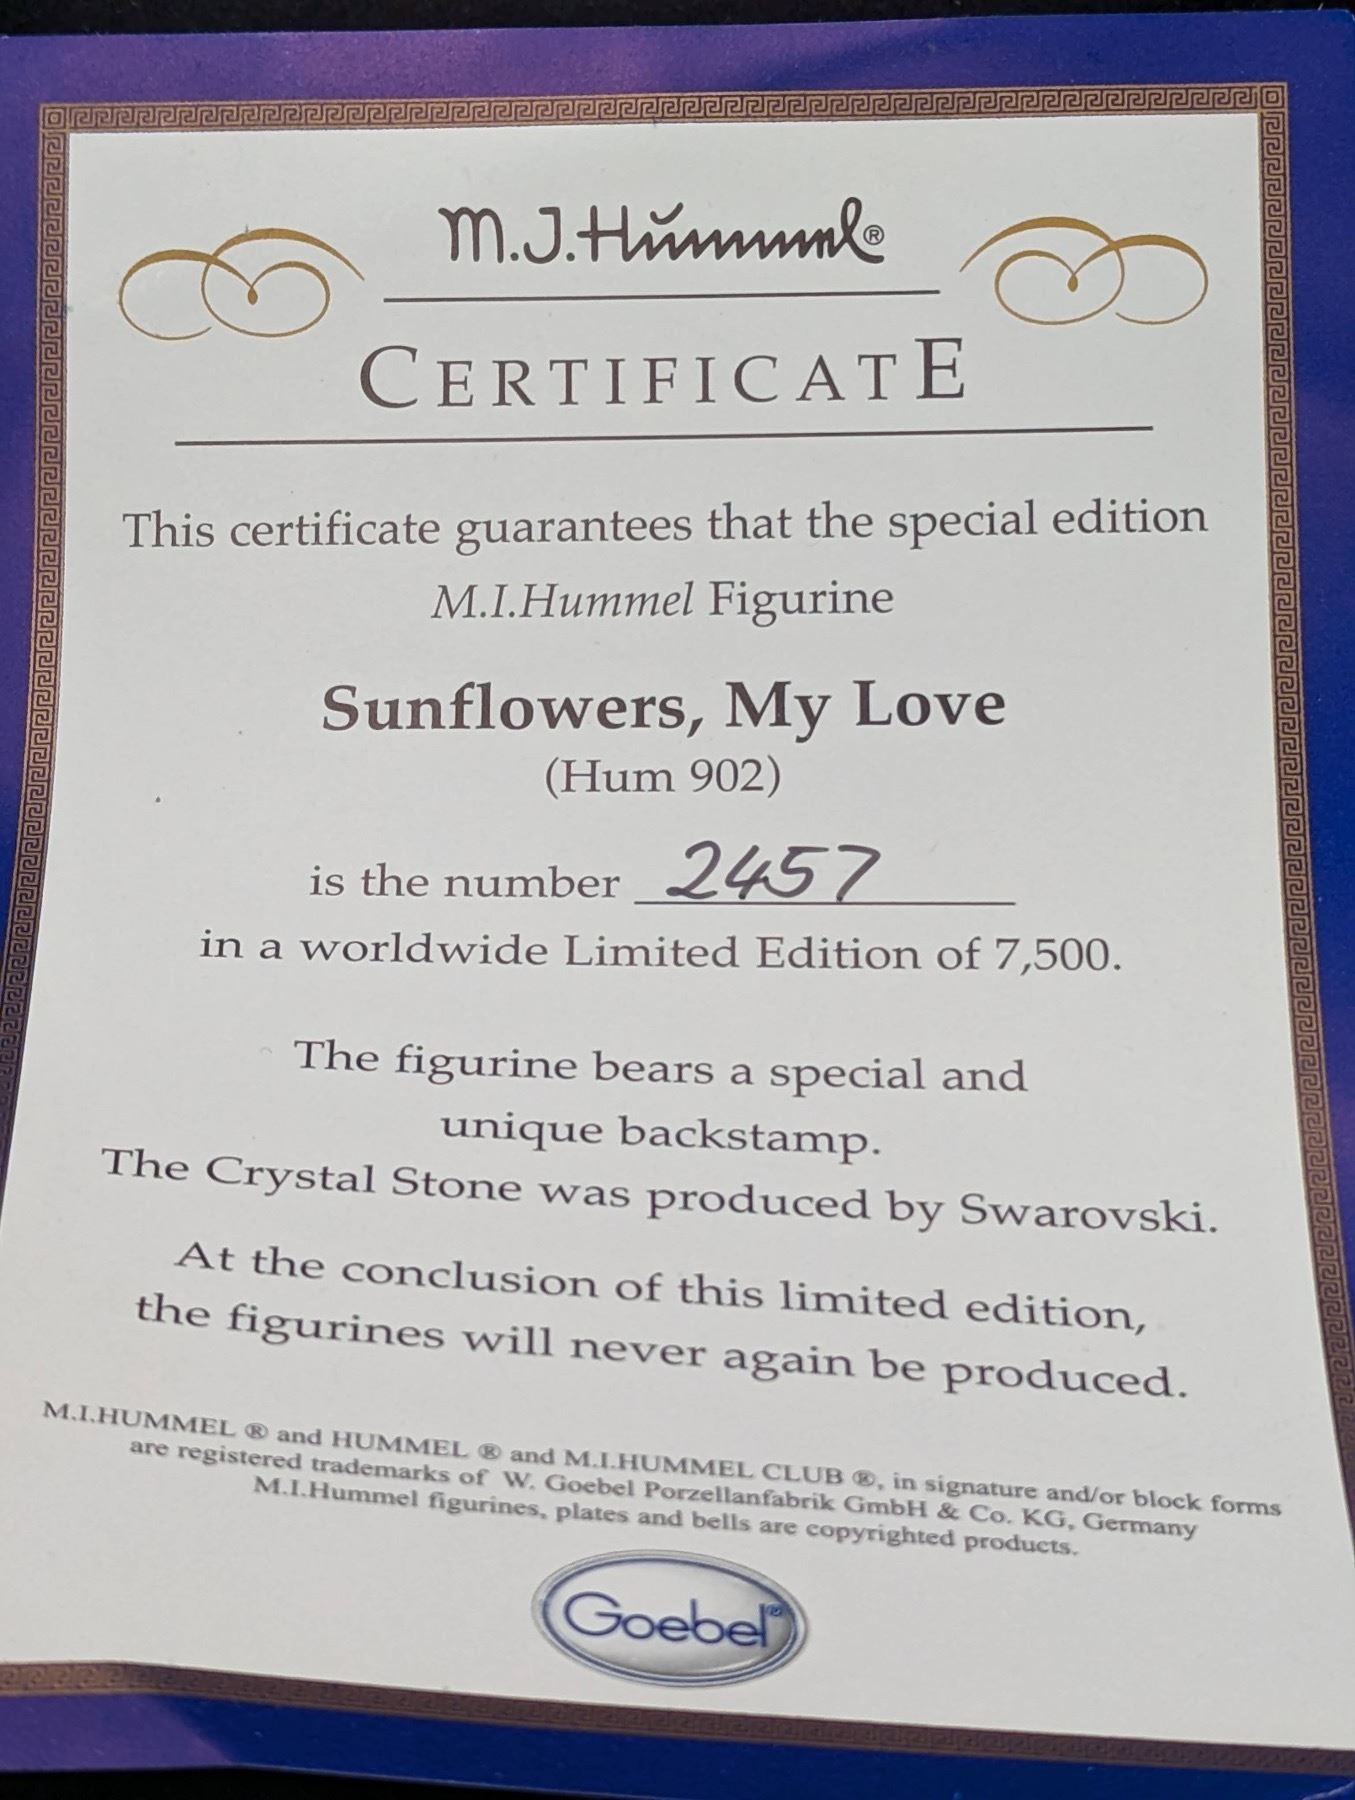 M.J.Hummel®
CERTIFICATE
This certificate guarantees that the special edition
M.I.Hummel Figurine
Sunflowers, My Love
(Hum 902)
is the number 2457
in a worldwide Limited Edition of 7,500.
The figurine bears a special and
unique backstamp.
The Crystal Stone was produced by Swarovski.
At the conclusion of this limited edition,
the figurines will never again be produced.
M.I.HUMMEL ® and HUMMEL ® and M.I.HUMMEL CLUB ®, in signature and/or block forms
are registered trademarks of W. Goebel Porzellanfabrik GmbH & Co. KG, Germany
M.I.Hummel figurines, plates and bells are copyrighted products.
Goebel®